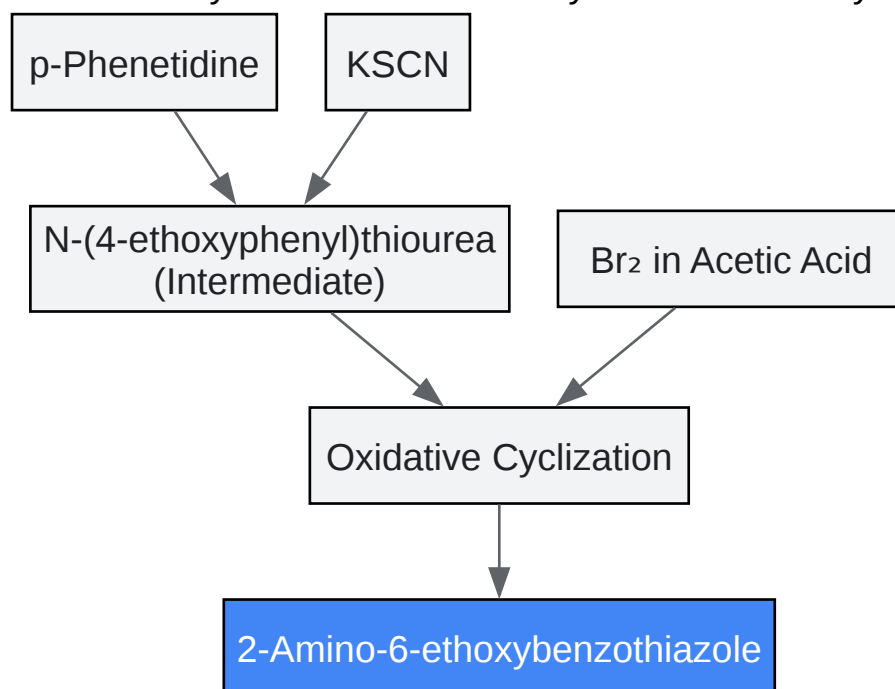 p-Phenetidine
KSCN
N-(4-ethoxyphenyl)thiourea
(Intermediate)
Br₂ in Acetic Acid
Oxidative Cyclization
2-Amino-6-ethoxybenzothiazole